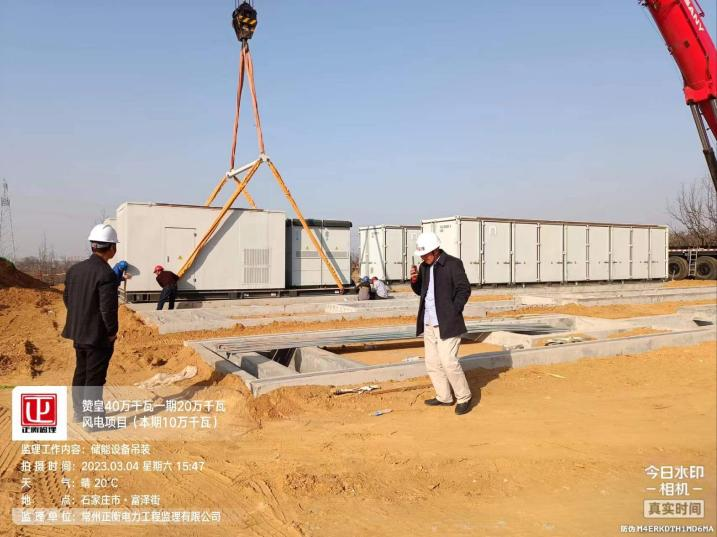 SANY
赞皇40万千瓦一期20万千瓦
风电项目（本期10万千瓦）
正衡监理
监理工作内容：储能设备吊装
拍摄时间：2023.03.04 星期六 15:47
天气：晴 20℃
地点：石家庄市·富泽街
监理单位：常州正衡电力工程监理有限公司
今日水印
相机
真实时间
防伪 M4ERKDTH1MD6MA